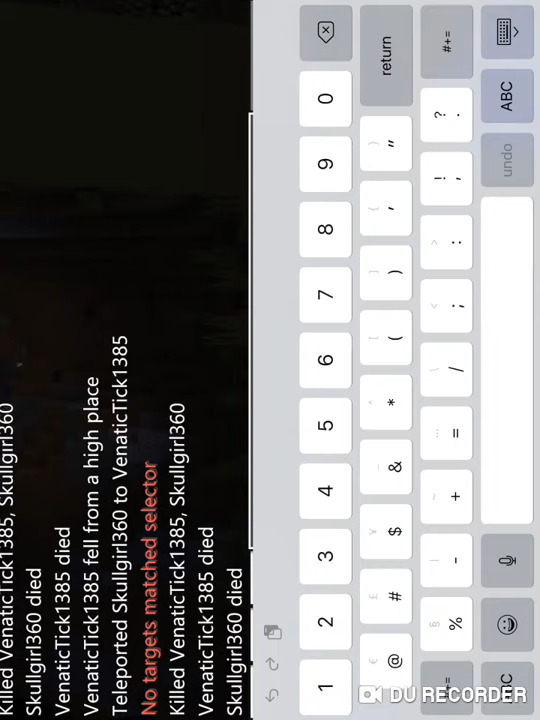 Killed VenaticTick1385, Skullgirl360
Skullgirl360 died
VenaticTick1385 died
VenaticTick1385 fell from a high place
Teleported Skullgirl360 to VenaticTick1385
No targets matched selector
Killed VenaticTick1385, Skullgirl360
VenaticTick1385 died
Skullgirl360 died
1 2 3 4 5 6 7 8 9 0
@ # $ & * ( ) ' "
return
% - + = / ; : ! , ? .
#+=
ABC
undo
DU RECORDER